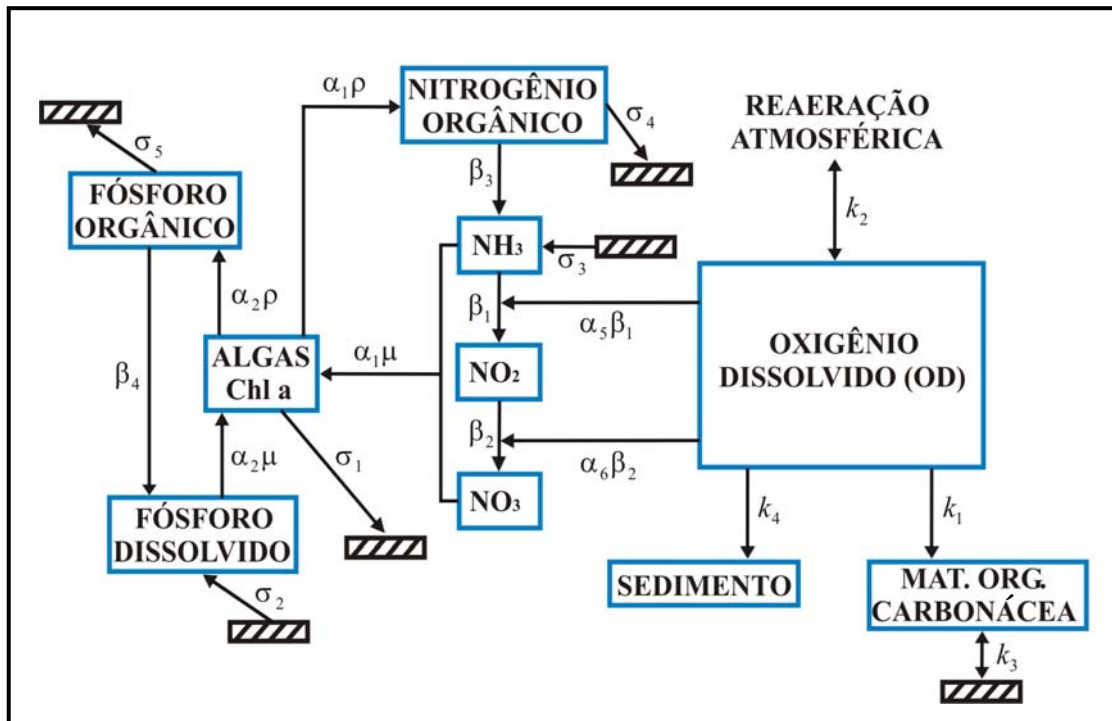 α₁ρ
NITROGÊNIO
ORGÂNICO
σ₄
REAERAÇÃO
ATMOSFÉRICA
σ₅
β₃
k₂
FÓSFORO
ORGÂNICO
NH₃
σ₃
α₂ρ
β₁
α₅β₁
OXIGÊNIO
DISSOLVIDO (OD)
β₄
ALGAS
Chl a
α₁μ
NO₂
α₂μ
σ₁
β₂
α₆β₂
NO₃
FÓSFORO
DISSOLVIDO
k₄
k₁
σ₂
SEDIMENTO
MAT. ORG.
CARBONÁCEA
k₃